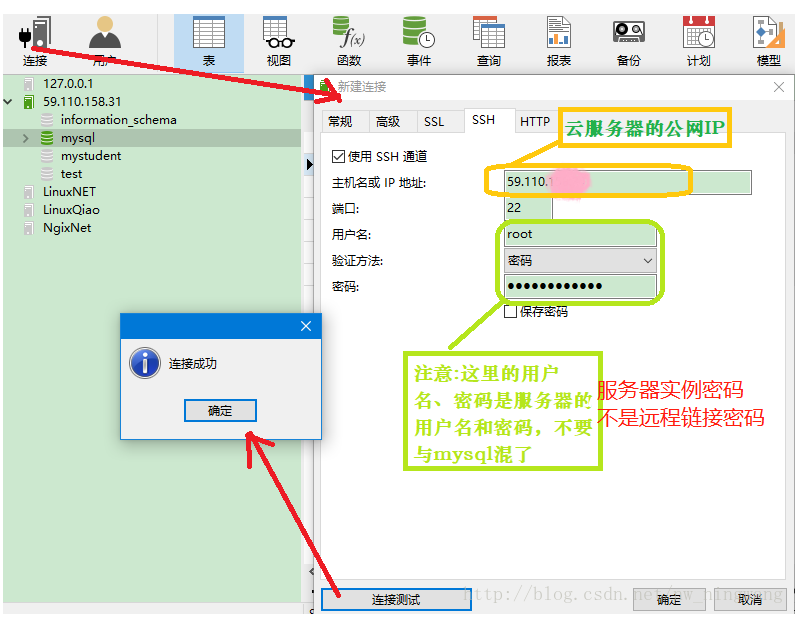 连接
用户
表
视图
函数
事件
查询
报表
备份
计划
模型
127.0.0.1
59.110.158.31
information_schema
mysql
mystudent
test
LinuxNET
LinuxQiao
NgixNet
新建连接
常规 高级 SSL SSH HTTP
云服务器的公网IP
使用 SSH 通道
主机名或 IP 地址:
59.110.
端口:
22
用户名:
root
验证方法:
密码
密码:
●●●●●●●●●●●●
保存密码
连接成功
确定
注意:这里的用户
名、密码是服务器的
用户名和密码，不要
与mysql混了
服务器实例密码
不是远程链接密码
连接测试
确定
取消